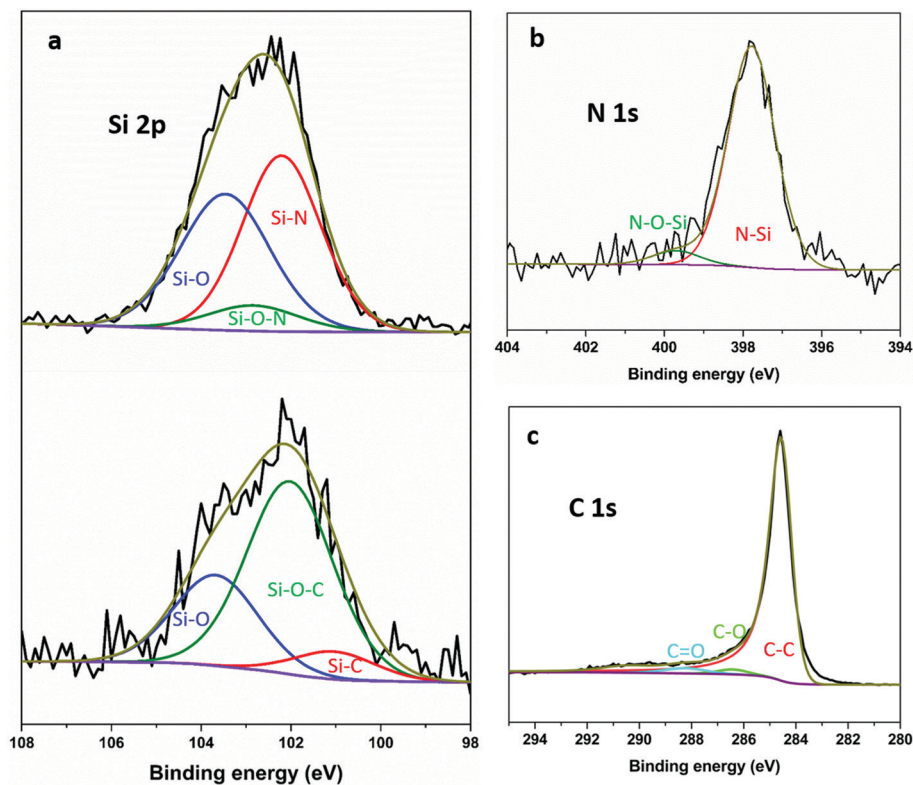 a
Si 2p
Si-N
Si-O
Si-O-N
Si-O-C
Si-O
Si-C
108 106 104 102 100 98
Binding energy (eV)
b
N 1s
N-O-Si
N-Si
404 402 400 398 396 394
Binding energy (eV)
c
C 1s
C-O
C=O
C-C
294 292 290 288 286 284 282 280
Binding energy (eV)